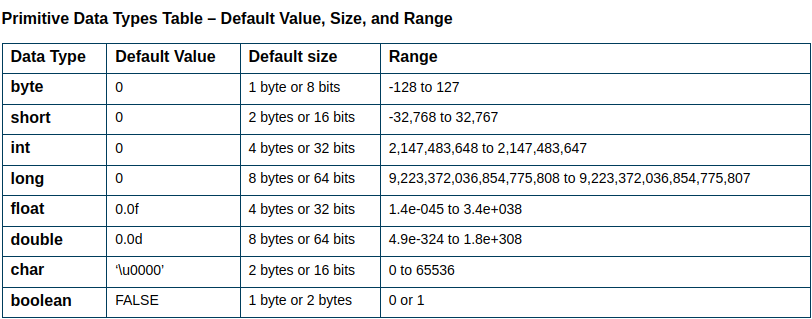 Primitive Data Types Table – Default Value, Size, and Range
Data Type Default Value Default size Range
byte 0 1 byte or 8 bits -128 to 127
short 0 2 bytes or 16 bits -32,768 to 32,767
int 0 4 bytes or 32 bits 2,147,483,648 to 2,147,483,647
long 0 8 bytes or 64 bits 9,223,372,036,854,775,808 to 9,223,372,036,854,775,807
float 0.0f 4 bytes or 32 bits 1.4e-045 to 3.4e+038
double 0.0d 8 bytes or 64 bits 4.9e-324 to 1.8e+308
char ‘\u0000’ 2 bytes or 16 bits 0 to 65536
boolean FALSE 1 byte or 2 bytes 0 or 1